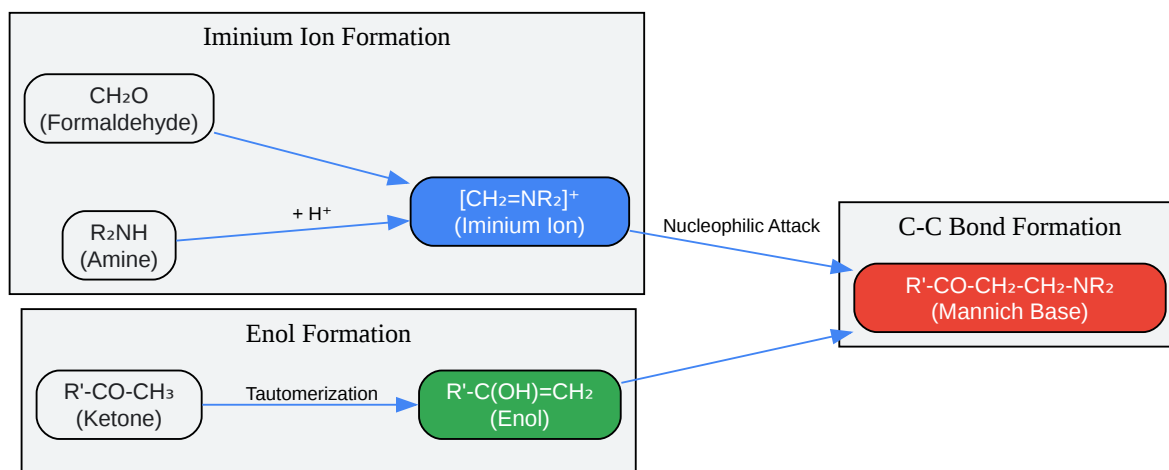 Iminium Ion Formation
CH₂O
(Formaldehyde)
+ H⁺
R₂NH
(Amine)
[CH₂=NR₂]⁺
(Iminium Ion)
Nucleophilic Attack
C-C Bond Formation
R'-CO-CH₂-CH₂-NR₂
(Mannich Base)
Enol Formation
R'-CO-CH₃
(Ketone)
Tautomerization
R'-C(OH)=CH₂
(Enol)